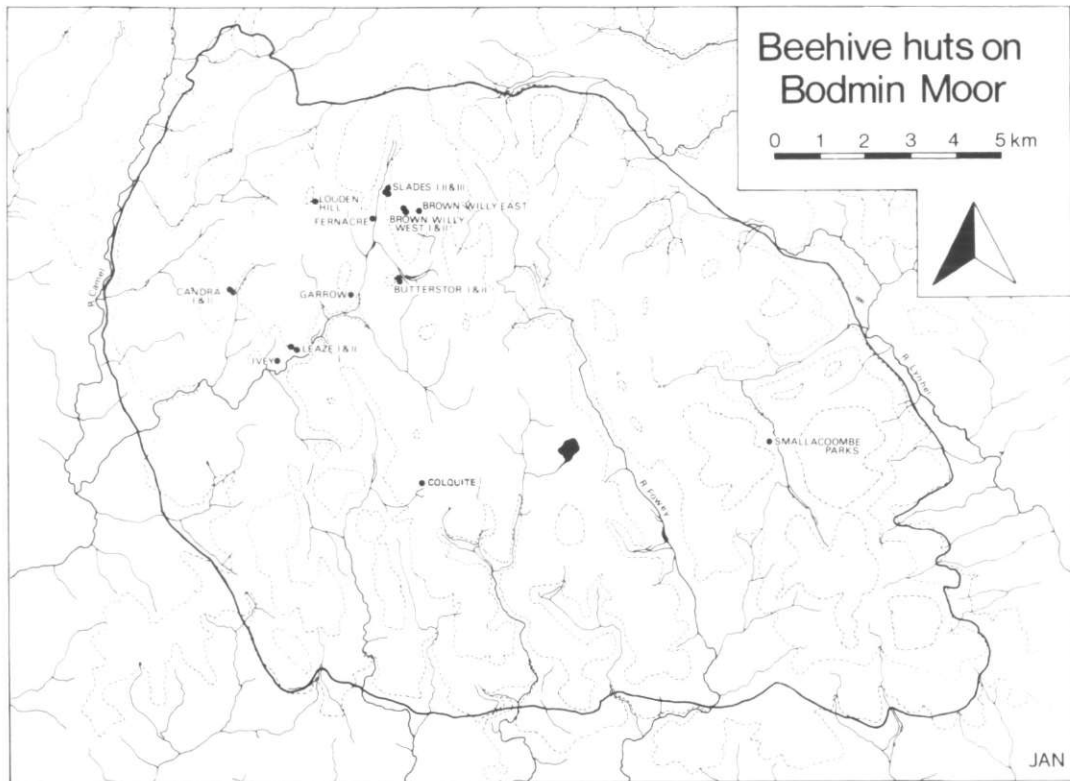 Beehive huts on
Bodmin Moor
0 1 2 3 4 5 km
SLADES I II & III
LOUDEN
HILL
BROWN WILLY EAST
FERNACRE
BROWN WILLY
WEST I & II
R. Camel
CANDRA
I & II
GARROW
BUTTERSTOR I & II
LEAZE I & II
IVEY
R. Lynher
SMALLACOOMBE
PARKS
COLQUITE
R. Fowey
JAN